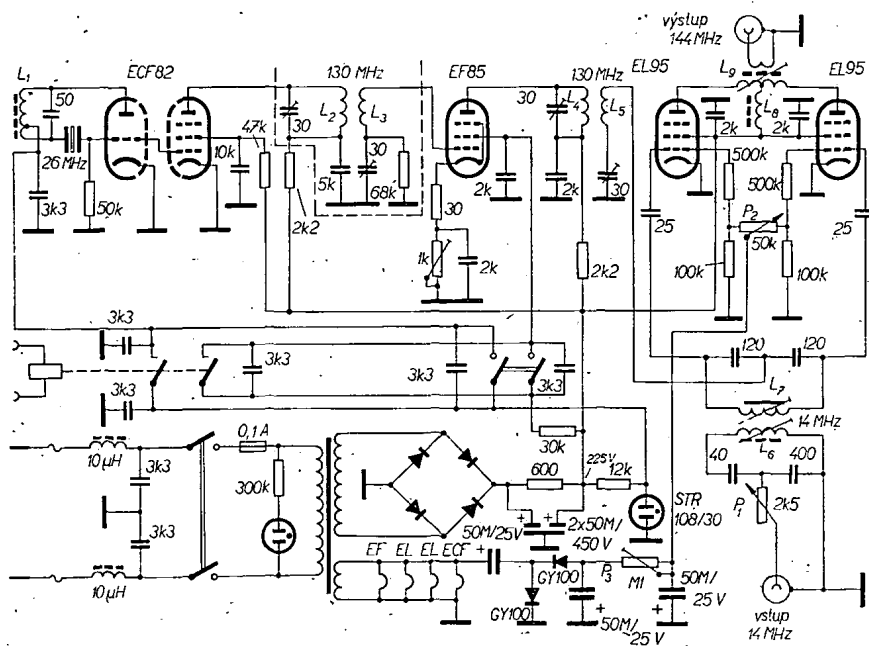 výstup
144 MHz
L1
ECF82
130 MHz
EF85
130 MHz
EL95
L9
EL95
50
26 MHz
47k
30
L2
L3
30
L4
L5
2k
L8
2k
10k
5k
30
68k
2k
2k
30
500k
500k
3k3
50k
2k2
30
1k
2k
2k2
25
P2
50k
25
100k
100k
3k3
3k3
3k3
3k3
3k3
120
120
L7
14 MHz
L6
10 µH
3k3
3k3
10 µH
0,1 A
300k
30k
600
225V
12k
40
400
P1
2k5
STR
108/30
50M/25V
2x50M/
450 V
EF
EL
EL
ECF
GY100
GY100
P3
M1
50M/
25 V
50M/
25 V
vstup
14 MHz